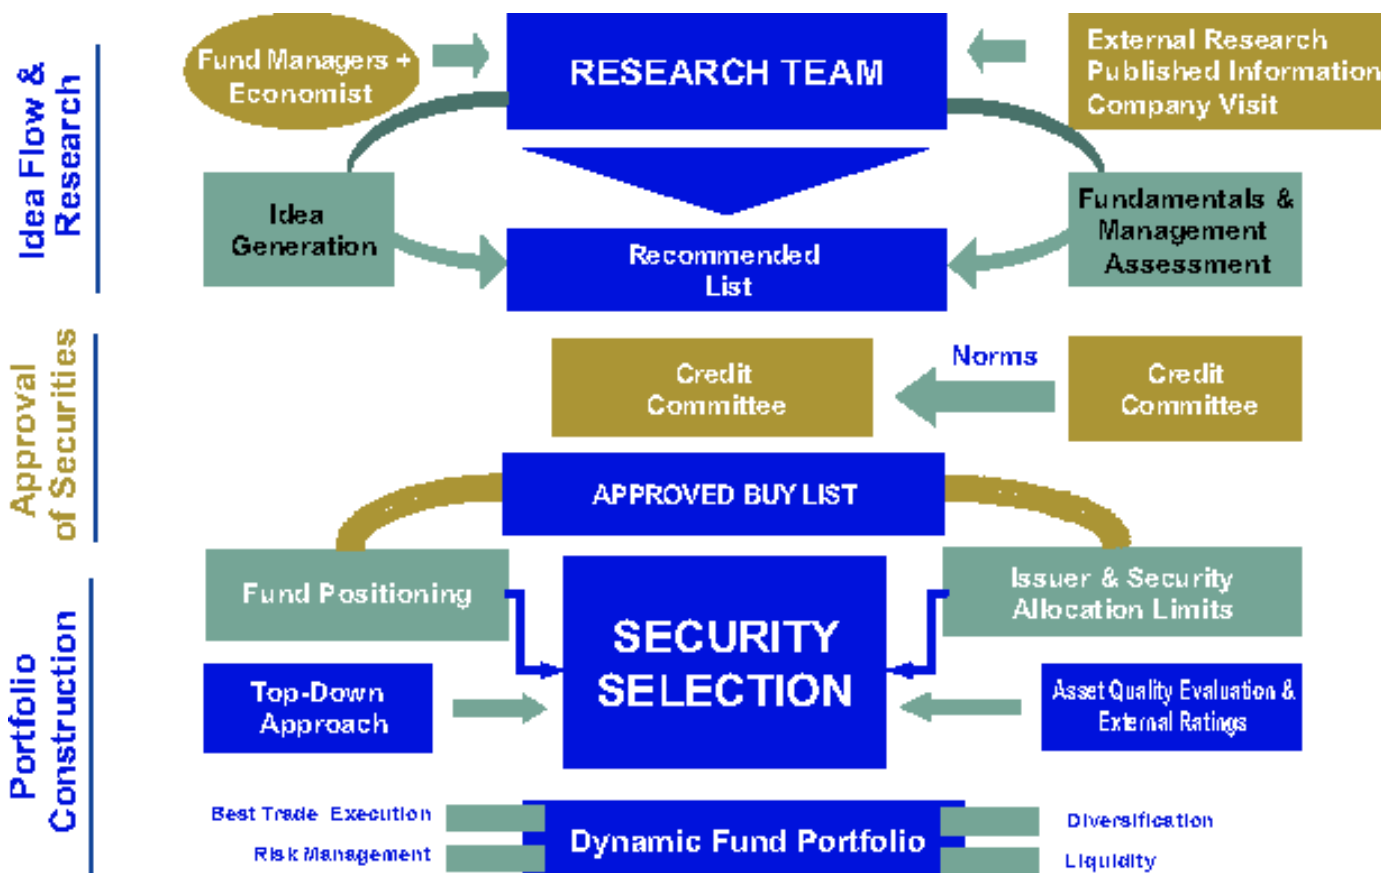 Idea Flow &
Research
Fund Managers +
Economist
RESEARCH TEAM
External Research
Published Information
Company Visit
Idea
Generation
Recommended
List
Fundamentals &
Management
Assessment
Approval
of Securities
Credit
Committee
Norms
Credit
Committee
APPROVED BUY LIST
Portfolio
Construction
Fund Positioning
SECURITY
SELECTION
Issuer & Security
Allocation Limits
Top-Down
Approach
Asset Quality Evaluation &
External Ratings
Best Trade Execution
Risk Management
Dynamic Fund Portfolio
Diversification
Liquidity